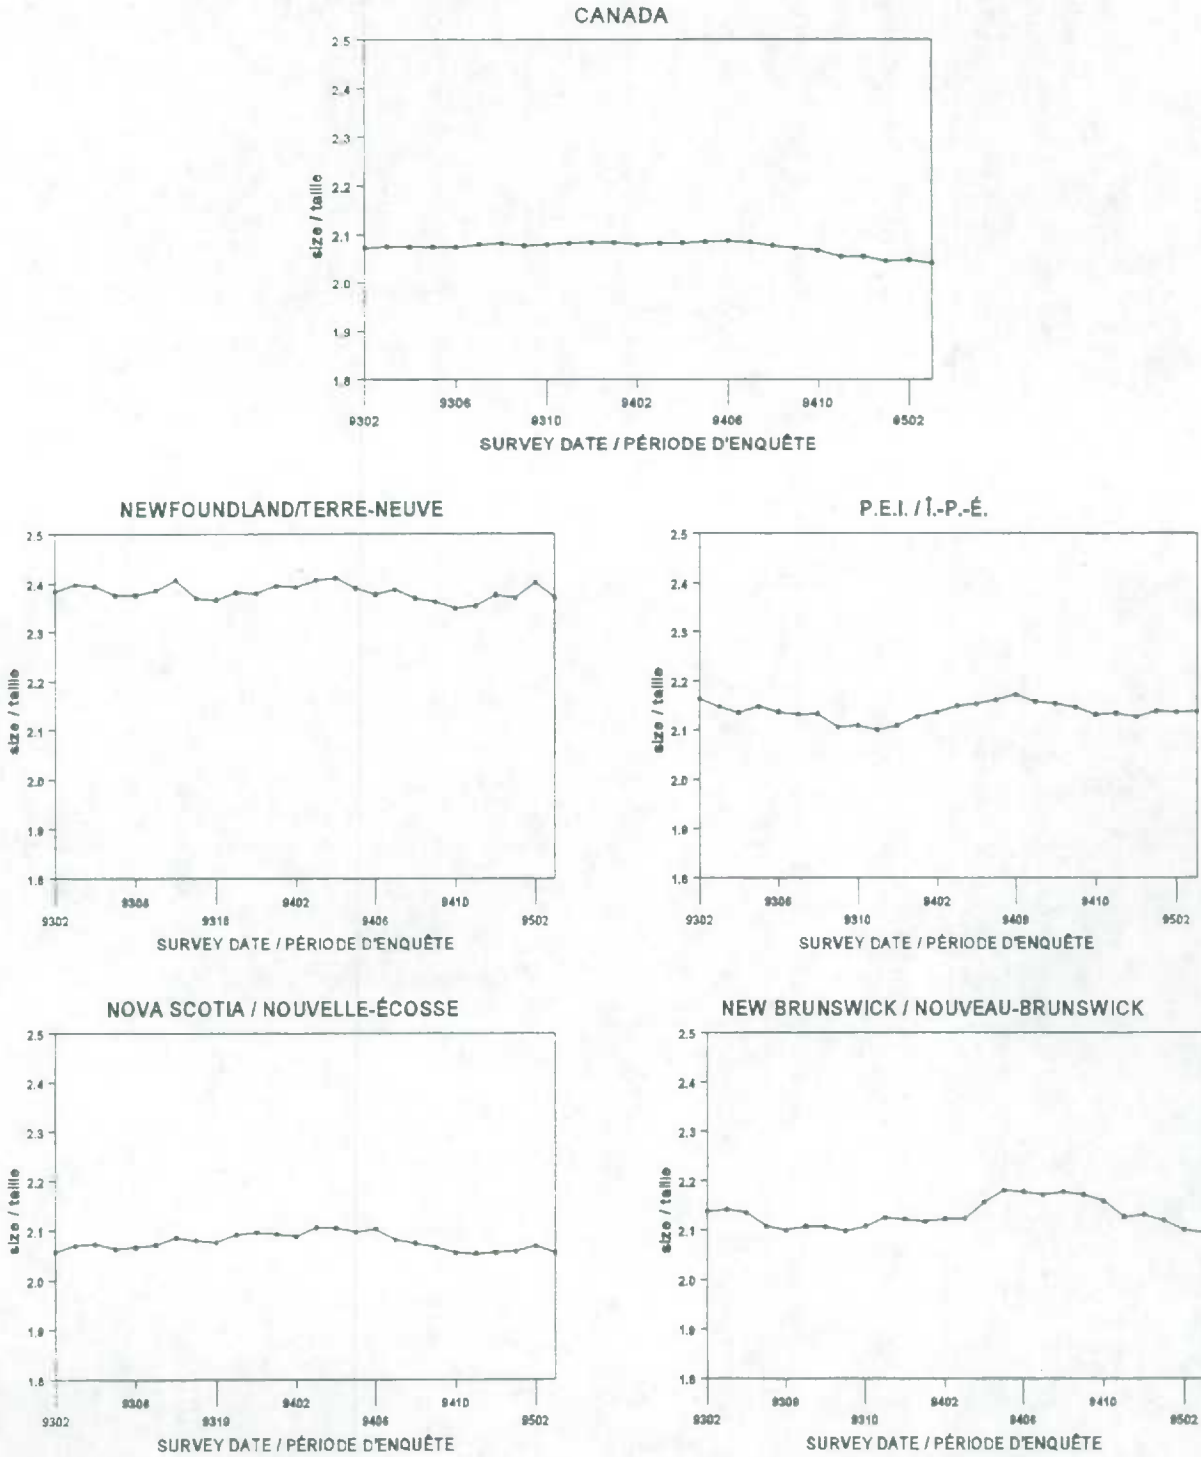 CANADA
2.5
2.4
2.3
2.2
2.1
2.0
1.9
1.8
size / taille
9302 9306 9310 9402 9406 9410 9502
SURVEY DATE / PÉRIODE D'ENQUÊTE
NEWFOUNDLAND/TERRE-NEUVE
2.5
2.4
2.3
2.2
2.1
2.0
1.9
1.8
size / taille
9302 9306 9310 9402 9406 9410 9502
SURVEY DATE / PÉRIODE D'ENQUÊTE
P.E.I. / Î.-P.-É.
2.5
2.4
2.3
2.2
2.1
2.0
1.9
1.8
size / taille
9302 9306 9310 9402 9406 9410 9502
SURVEY DATE / PÉRIODE D'ENQUÊTE
NOVA SCOTIA / NOUVELLE-ÉCOSSE
2.5
2.4
2.3
2.2
2.1
2.0
1.9
1.8
size / taille
9302 9306 9310 9402 9406 9410 9502
SURVEY DATE / PÉRIODE D'ENQUÊTE
NEW BRUNSWICK / NOUVEAU-BRUNSWICK
2.5
2.4
2.3
2.2
2.1
2.0
1.9
1.8
size / taille
9302 9306 9310 9402 9406 9410 9502
SURVEY DATE / PÉRIODE D'ENQUÊTE